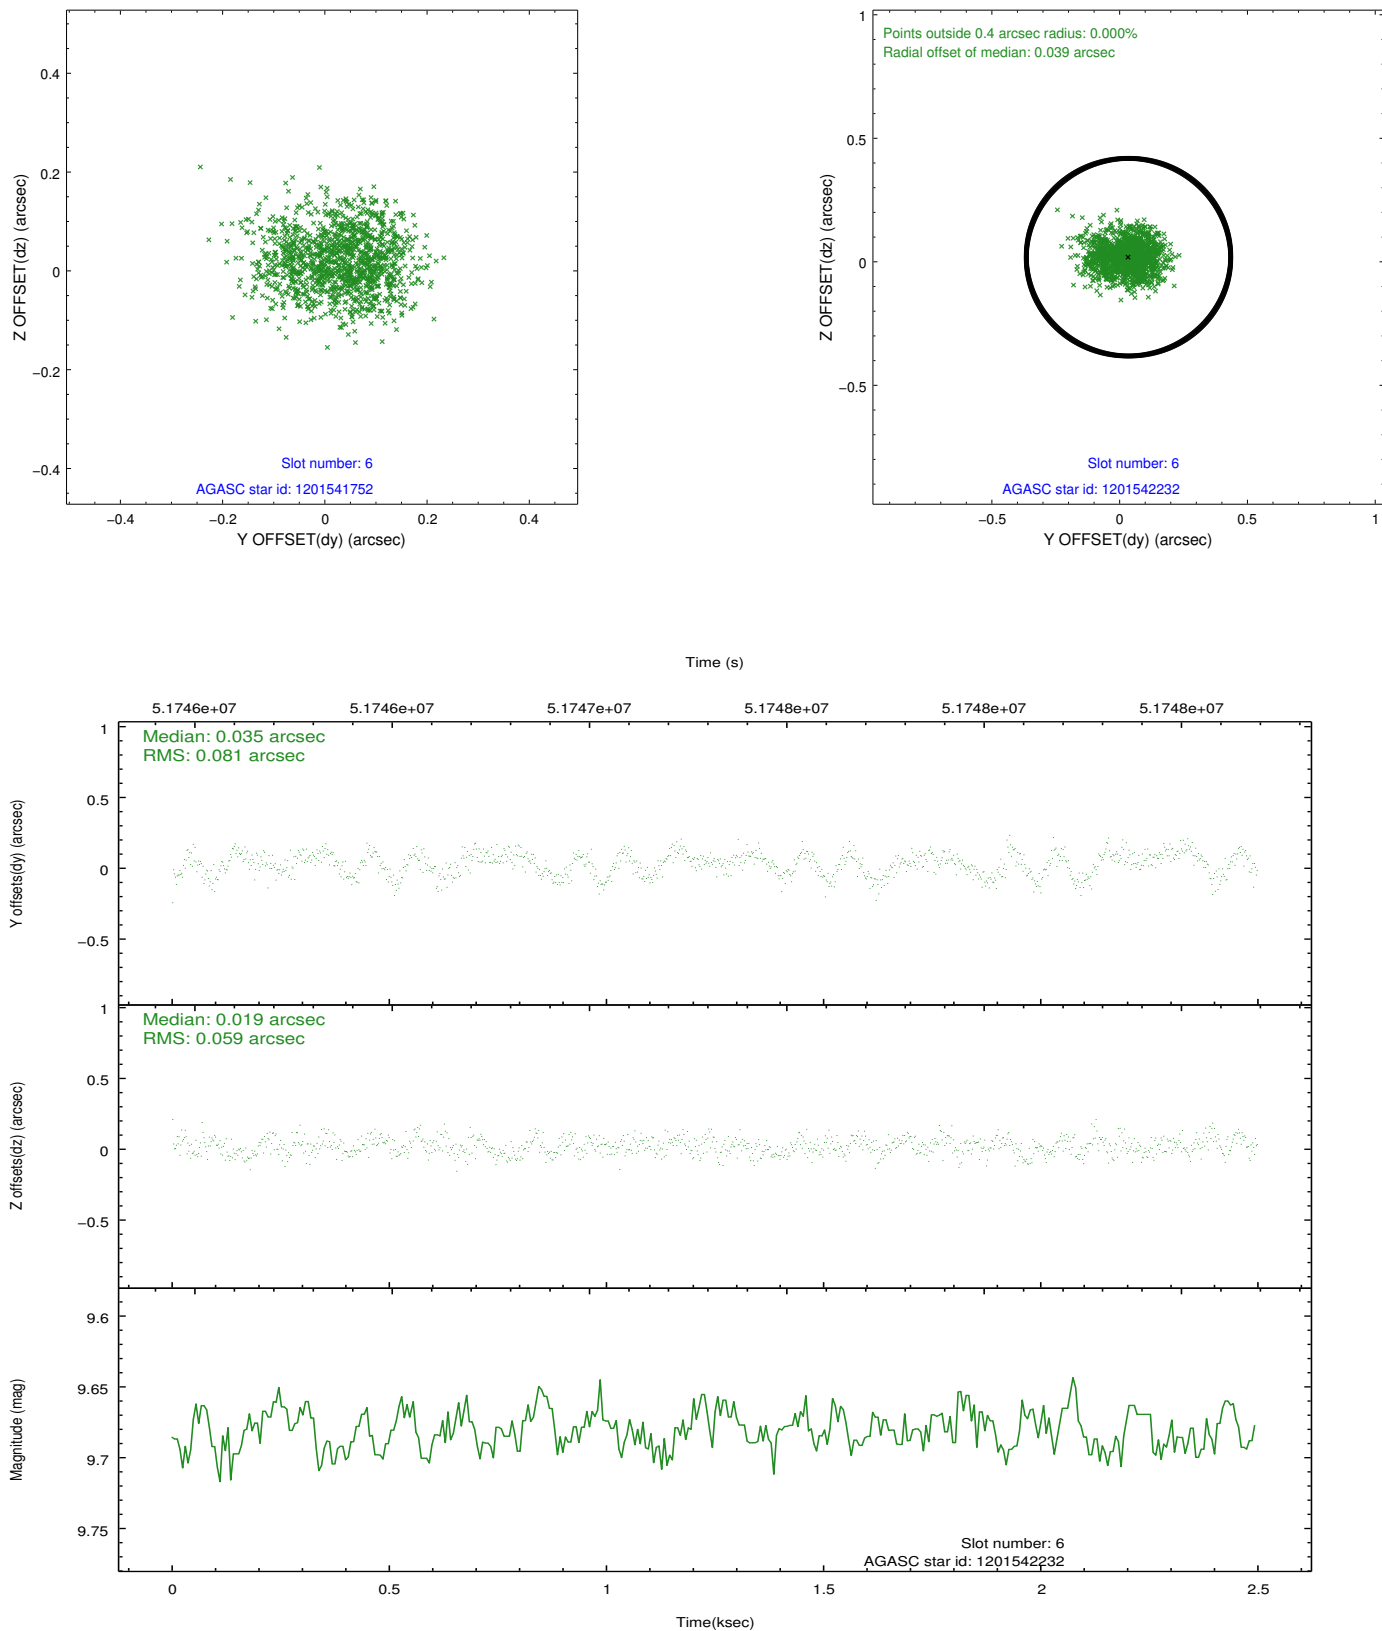 0.4
0.2
0
−0.2
−0.4
Z OFFSET(dz) (arcsec)
Slot number: 6
AGASC star id: 1201541752
−0.4 −0.2 0 0.2 0.4
Y OFFSET(dy) (arcsec)
Points outside 0.4 arcsec radius: 0.000%
Radial offset of median: 0.039 arcsec
1
0.5
0
−0.5
Z OFFSET(dz) (arcsec)
Slot number: 6
AGASC star id: 1201542232
−0.5 0 0.5 1
Y OFFSET(dy) (arcsec)
Time (s)
5.1746e+07 5.1746e+07 5.1747e+07 5.1748e+07 5.1748e+07 5.1748e+07
Median: 0.035 arcsec
RMS: 0.081 arcsec
1
0.5
0
−0.5
Y offsets(dy) (arcsec)
Median: 0.019 arcsec
RMS: 0.059 arcsec
1
0.5
0
−0.5
Z offsets(dz) (arcsec)
9.6
9.65
9.7
9.75
Magnitude (mag)
Slot number: 6
AGASC star id: 1201542232
0 0.5 1 1.5 2 2.5
Time(ksec)